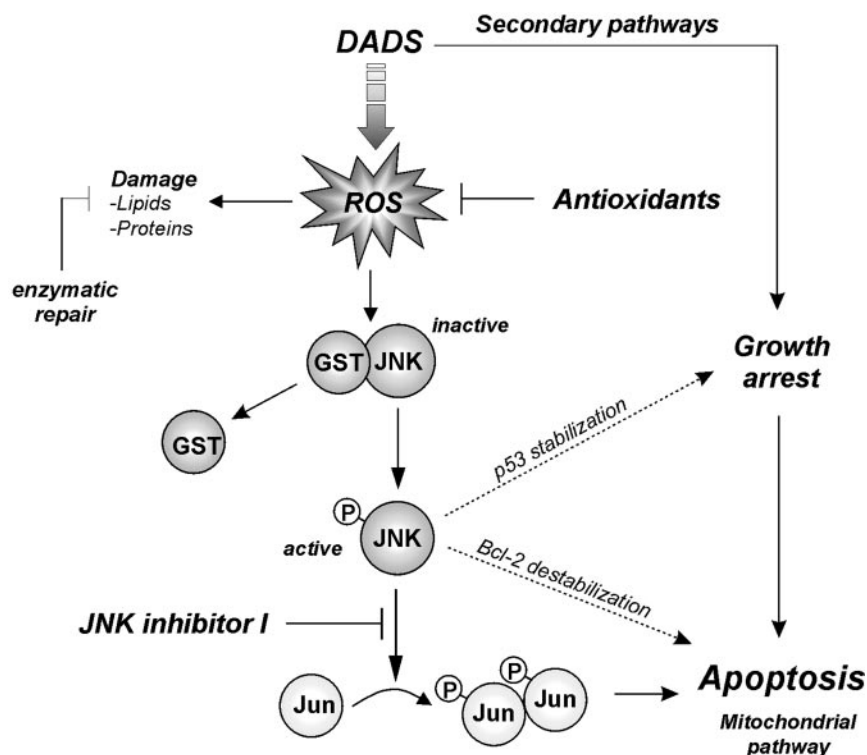 DADS
Secondary pathways
Damage
-Lipids
-Proteins
ROS
Antioxidants
enzymatic
repair
inactive
GST
JNK
Growth
arrest
GST
p53 stabilization
P
JNK
active
Bcl-2 destabilization
JNK inhibitor I
Apoptosis
Jun
P
Jun
P
Jun
Mitochondrial
pathway